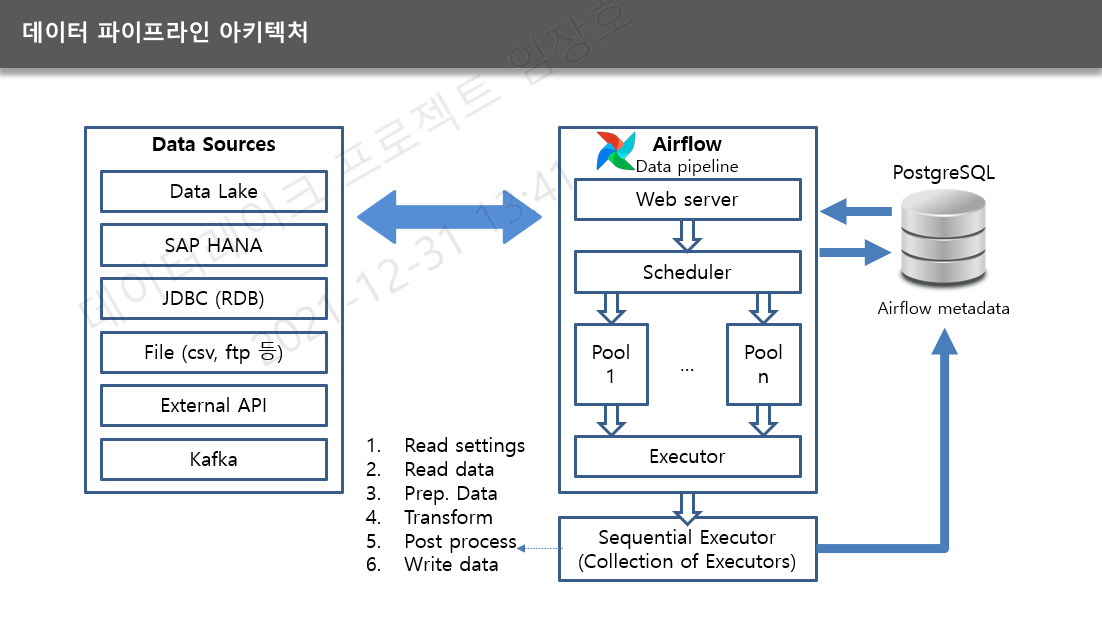 데이터 파이프라인 아키텍처
Data Sources
Data Lake
SAP HANA
JDBC (RDB)
File (csv, ftp 등)
External API
Kafka
Airflow
Data pipeline
Web server
Scheduler
Pool
1
...
Pool
n
Executor
Sequential Executor
(Collection of Executors)
1. Read settings
2. Read data
3. Prep. Data
4. Transform
5. Post process
6. Write data
PostgreSQL
Airflow metadata
데이터레이크 프로젝트 임장호
2021-12-31 13:41